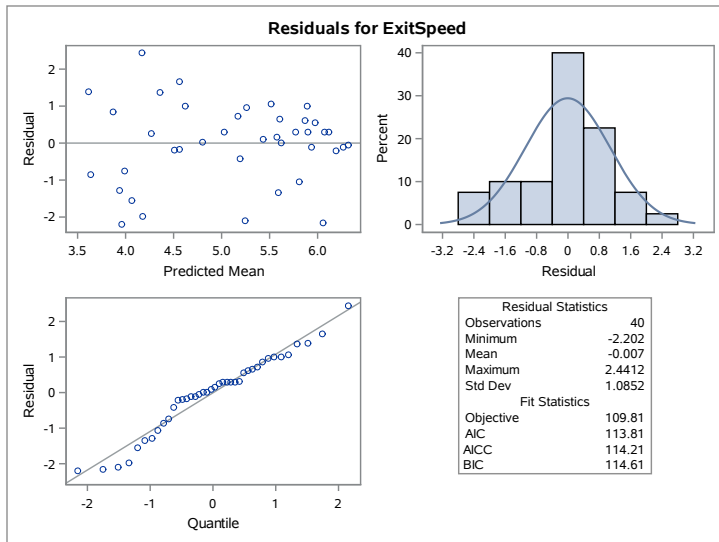 Residuals for ExitSpeed
2
1
0
-1
-2
Residual
3.5 4.0 4.5 5.0 5.5 6.0
Predicted Mean
40
30
20
10
0
Percent
-3.2 -2.4 -1.6 -0.8 0 0.8 1.6 2.4 3.2
Residual
2
1
0
-1
-2
Residual
-2 -1 0 1 2
Quantile
Residual Statistics
Observations 40
Minimum -2.202
Mean -0.007
Maximum 2.4412
Std Dev 1.0852
Fit Statistics
Objective 109.81
AIC 113.81
AICC 114.21
BIC 114.61